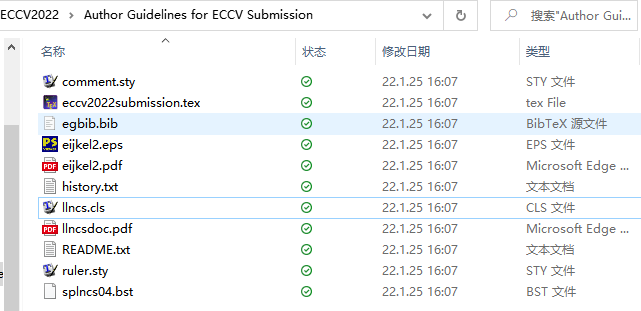 ECCV2022 > Author Guidelines for ECCV Submission
搜索"Author Gui...
名称 状态 修改日期 类型
comment.sty 22.1.25 16:07 STY 文件
eccv2022submission.tex 22.1.25 16:07 tex File
egbib.bib 22.1.25 16:07 BibTeX 源文件
eijkel2.eps 22.1.25 16:07 EPS 文件
eijkel2.pdf 22.1.25 16:07 Microsoft Edge ...
history.txt 22.1.25 16:07 文本文档
llncs.cls 22.1.25 16:07 CLS 文件
llncsdoc.pdf 22.1.25 16:07 Microsoft Edge ...
README.txt 22.1.25 16:07 文本文档
ruler.sty 22.1.25 16:07 STY 文件
splncs04.bst 22.1.25 16:07 BST 文件